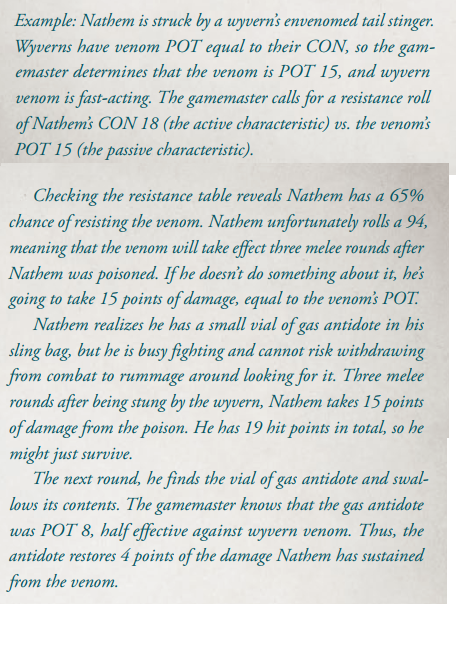 Example: Nathem is struck by a wyvern's envenomed tail stinger.
Wyverns have venom POT equal to their CON, so the gam-
emaster determines that the venom is POT 15, and wyvern
venom is fast-acting. The gamemaster calls for a resistance roll
of Nathem's CON 18 (the active characteristic) vs. the venom's
POT 15 (the passive characteristic).
Checking the resistance table reveals Nathem has a 65%
chance of resisting the venom. Nathem unfortunately rolls a 94,
meaning that the venom will take effect three melee rounds after
Nathem was poisoned. If he doesn't do something about it, he's
going to take 15 points of damage, equal to the venom's POT.
Nathem realizes he has a small vial of gas antidote in his
sling bag, but he is busy fighting and cannot risk withdrawing
from combat to rummage around looking for it. Three melee
rounds after being stung by the wyvern, Nathem takes 15 points
of damage from the poison. He has 19 hit points in total, so he
might just survive.
The next round, he finds the vial of gas antidote and swal-
lows its contents. The gamemaster knows that the gas antidote
was POT 8, half effective against wyvern venom. Thus, the
antidote restores 4 points of the damage Nathem has sustained
from the venom.